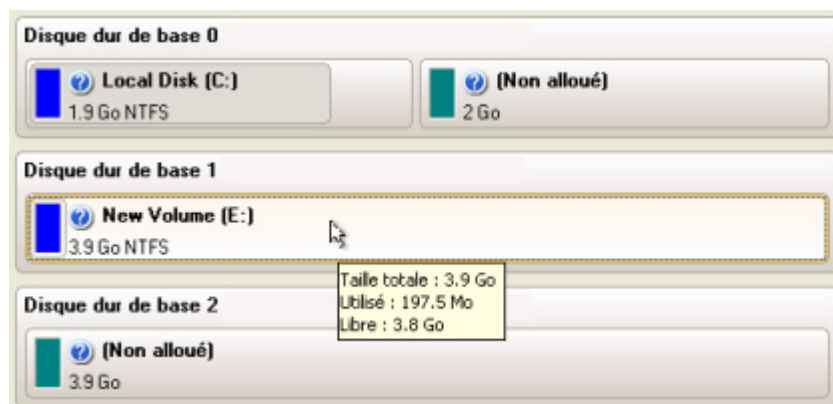 Disque dur de base 0
Local Disk (C:)
1.9 Go NTFS
(Non alloué)
2 Go
Disque dur de base 1
New Volume (E:)
3.9 Go NTFS
Taille totale : 3.9 Go
Utilisé : 197.5 Mo
Libre : 3.8 Go
Disque dur de base 2
(Non alloué)
3.9 Go